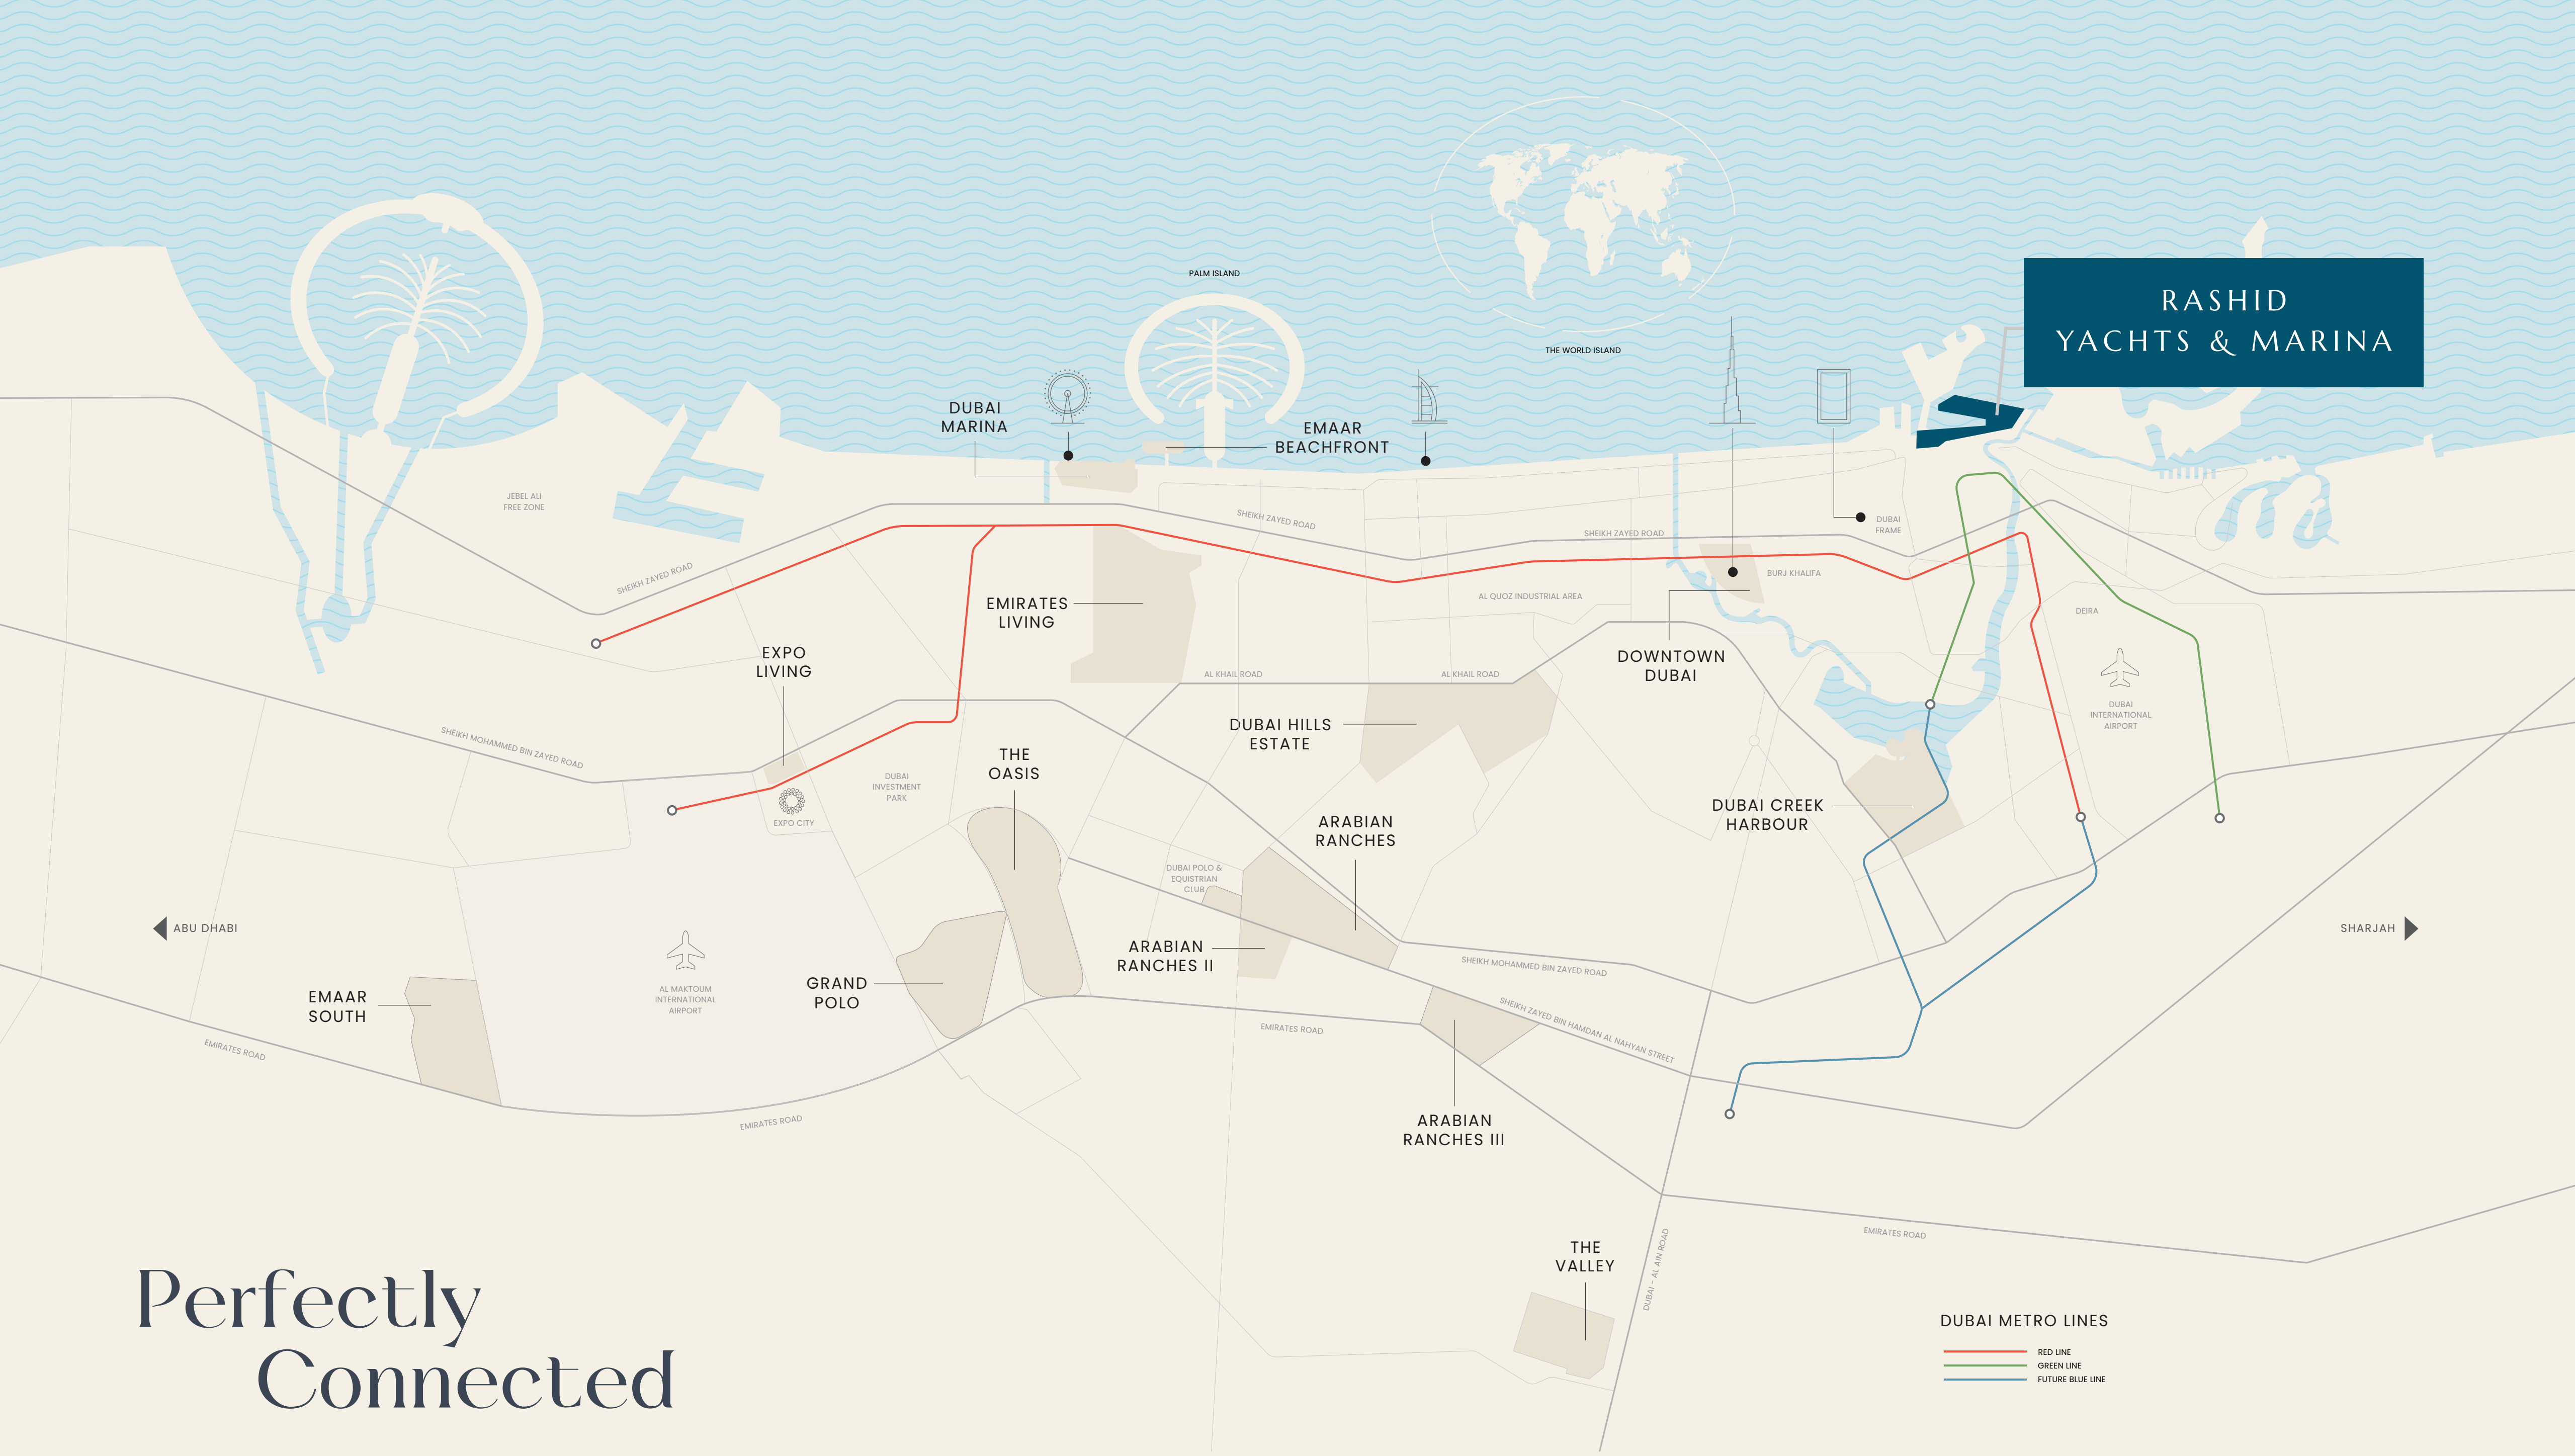 PALM ISLAND
THE WORLD ISLAND
RASHID
YACHTS & MARINA
DUBAI
MARINA
EMAAR
BEACHFRONT
JEBEL ALI
FREE ZONE
SHEIKH ZAYED ROAD
SHEIKH ZAYED ROAD
SHEIKH ZAYED ROAD
DUBAI
FRAME
BURJ KHALIFA
AL QUOZ INDUSTRIAL AREA
EMIRATES
LIVING
DEIRA
EXPO
LIVING
DOWNTOWN
DUBAI
AL KHAIL ROAD
AL KHAIL ROAD
DUBAI
INTERNATIONAL
AIRPORT
DUBAI HILLS
ESTATE
SHEIKH MOHAMMED BIN ZAYED ROAD
THE
OASIS
DUBAI
INVESTMENT
PARK
EXPO CITY
DUBAI CREEK
HARBOUR
ARABIAN
RANCHES
DUBAI POLO &
EQUISTRIAN
CLUB
ABU DHABI
SHARJAH
ARABIAN
RANCHES II
SHEIKH MOHAMMED BIN ZAYED ROAD
GRAND
POLO
EMAAR
SOUTH
AL MAKTOUM
INTERNATIONAL
AIRPORT
SHEIKH ZAYED BIN HAMDAN AL NAHYAN STREET
EMIRATES ROAD
EMIRATES ROAD
EMIRATES ROAD
ARABIAN
RANCHES III
EMIRATES ROAD
THE
VALLEY
DUBAI - AL AIN ROAD
Perfectly
Connected
DUBAI METRO LINES
RED LINE
GREEN LINE
FUTURE BLUE LINE